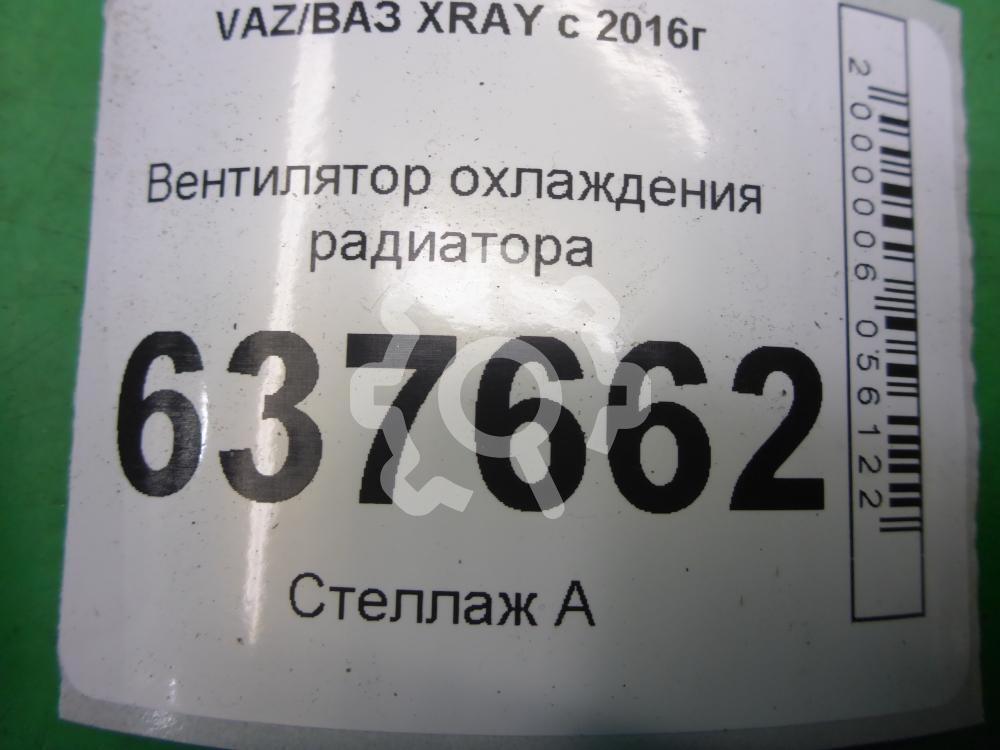 VAZ/ВАЗ XRAY с 2016г
Вентилятор охлаждения
радиатора
637662
Стеллаж А
2000006056122